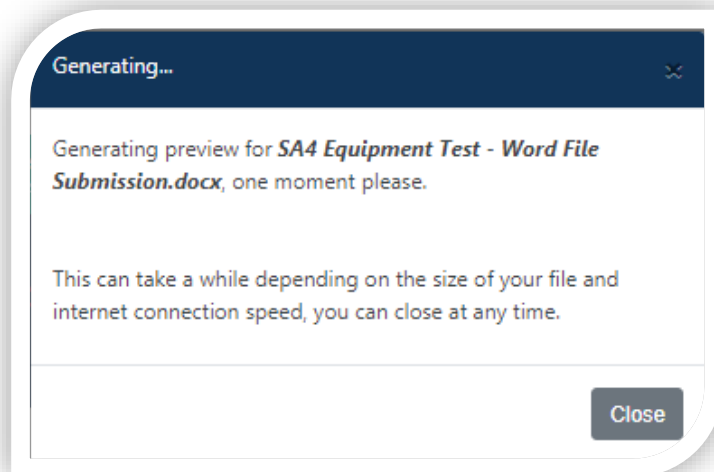 Generating...
Generating preview for SA4 Equipment Test - Word File
Submission.docx, one moment please.
This can take a while depending on the size of your file and
internet connection speed, you can close at any time.
Close